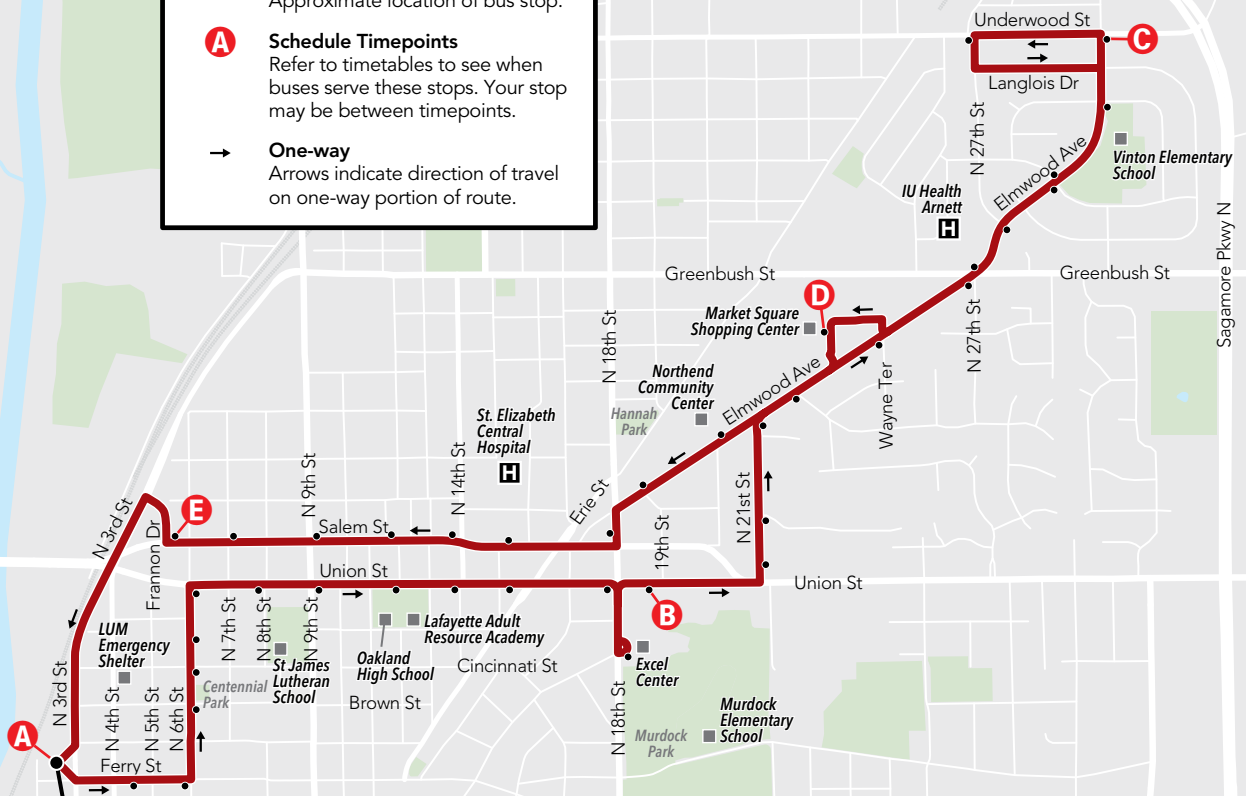 Approximate location of bus stop.
A
Schedule Timepoints
Refer to timetables to see when
buses serve these stops. Your stop
may be between timepoints.
One-way
Arrows indicate direction of travel
on one-way portion of route.
Underwood St
C
Langlois Dr
N 27th St
Elmwood Ave
Vinton Elementary
School
IU Health
Arnett
H
Sagamore Pkwy N
Greenbush St
Greenbush St
D
Market Square
Shopping Center
N 18th St
N 27th St
Northend
Community
Center
Elmwood Ave
Wayne Ter
Hannah
Park
St. Elizabeth
Central
Hospital
H
N 9th St
N 14th St
Erie St
N 21st St
N 3rd St
E
Salem St
19th St
Frannon Dr
Union St
Union St
B
N 7th St
N 8th St
N 9th St
Lafayette Adult
Resource Academy
LUM
Emergency
Shelter
Oakland
High School
St James
Lutheran
School
Cincinnati St
Excel
Center
N 3rd St
N 4th St
N 5th St
N 6th St
Centennial
Park
Brown St
N 18th St
Murdock
Elementary
School
Murdock
Park
A
Ferry St